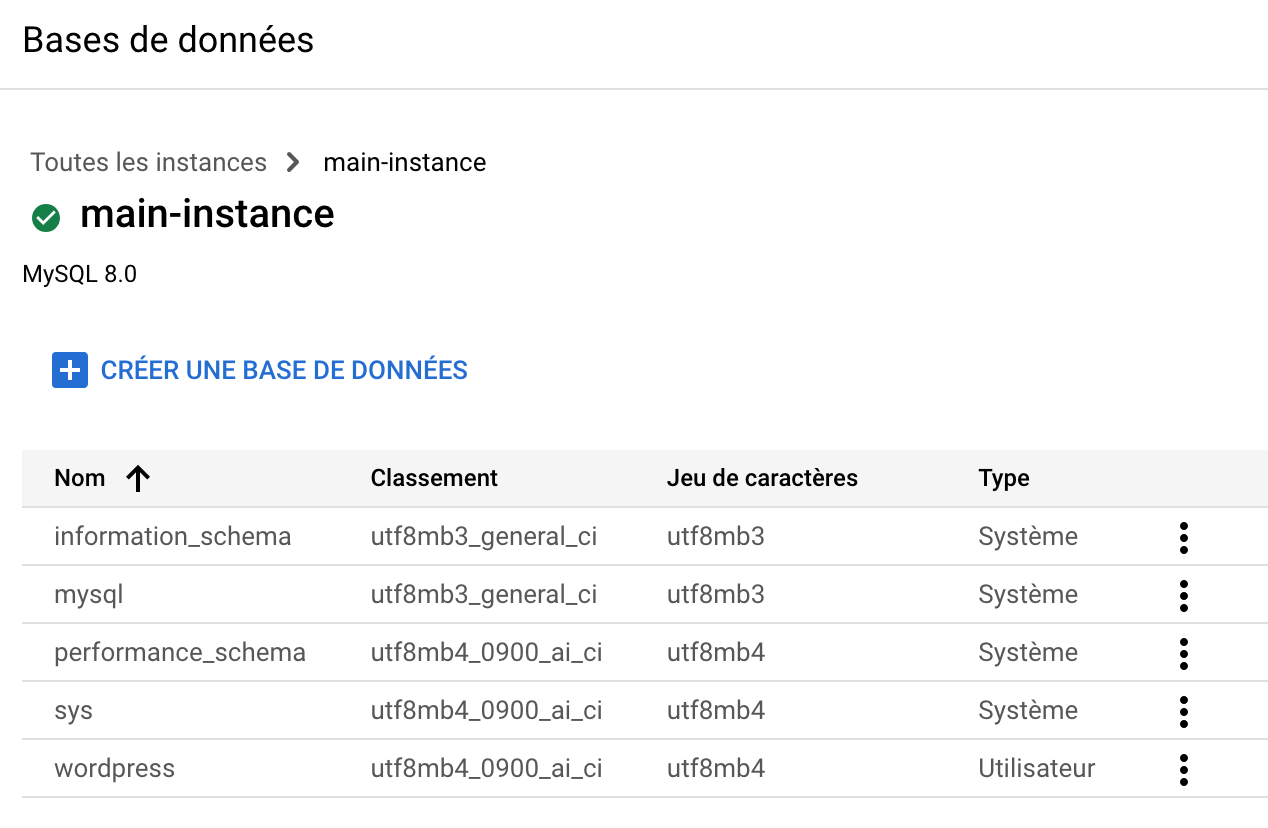 Bases de données
Toutes les instances main-instance
main-instance
MySQL 8.0
CRÉER UNE BASE DE DONNÉES
Nom Classement Jeu de caractères Type
information_schema utf8mb3_general_ci utf8mb3 Système
mysql utf8mb3_general_ci utf8mb3 Système
performance_schema utf8mb4_0900_ai_ci utf8mb4 Système
sys utf8mb4_0900_ai_ci utf8mb4 Système
wordpress utf8mb4_0900_ai_ci utf8mb4 Utilisateur